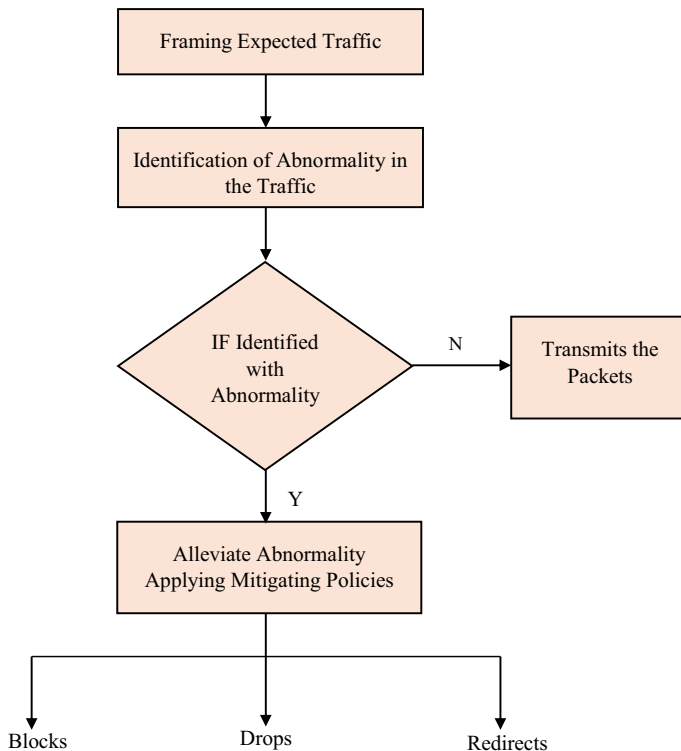 Framing Expected Traffic
Identification of Abnormality in
the Traffic
IF Identified
with
Abnormality
N
Transmits the
Packets
Y
Alleviate Abnormality
Applying Mitigating Policies
Blocks
Drops
Redirects